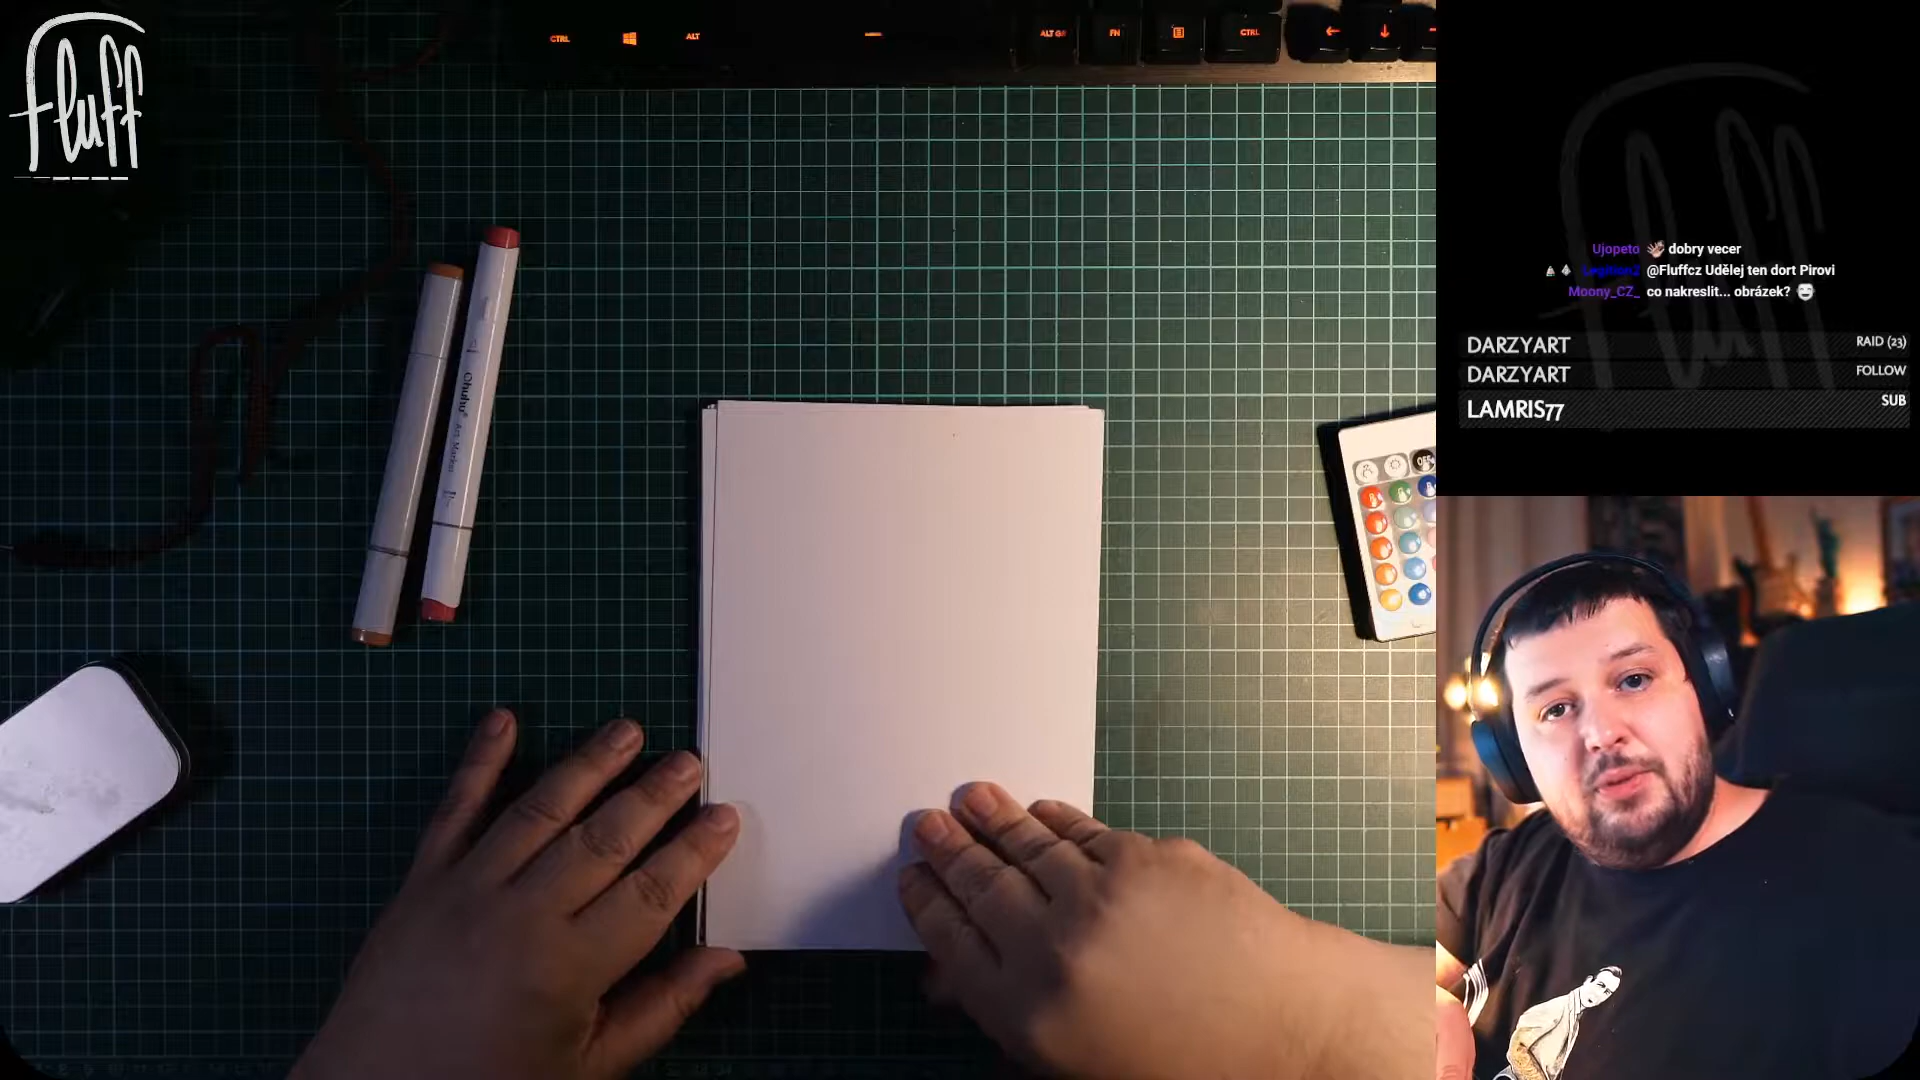 fluff
CTRL
ALT
ALT GR
FN
CTRL
Ohuhu
Art Marker
OFF
Ujopeto dobry vecer
@Fluffcz Udělej ten dort Pirovi
Moony_CZ_ co nakreslit... obrázek?
DARZYART RAID (23)
DARZYART FOLLOW
LAMRIS77 SUB